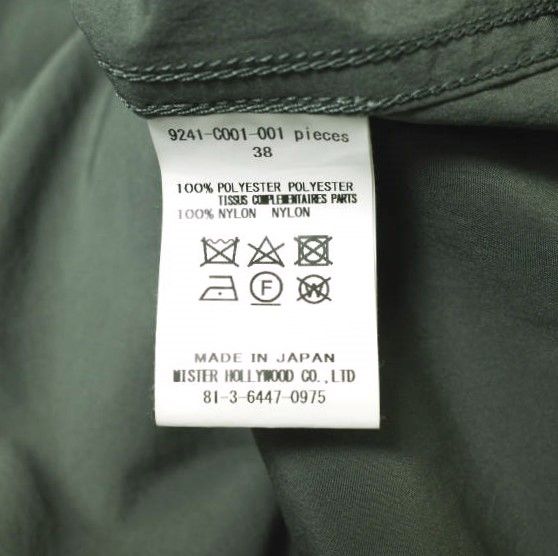 9241-C001-001 pieces
38
100% POLYESTER POLYESTER
TISSUS COMPLEMENTAIRES PARTS
100% NYLON NYLON
F
W
MADE IN JAPAN
MISTER HOLLYWOOD CO.,LTD
81-3-6447-0975